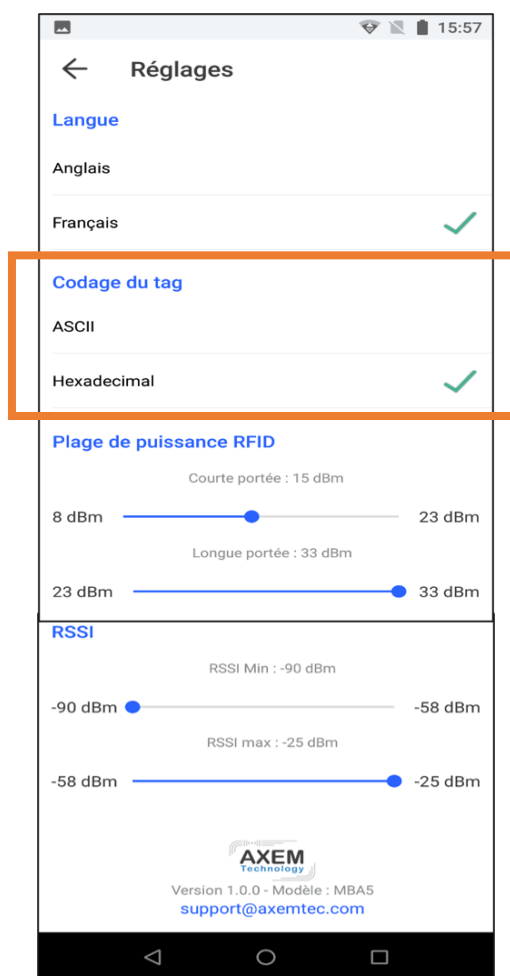 15:57
Réglages
Langue
Anglais
Français
Codage du tag
ASCII
Hexadecimal
Plage de puissance RFID
Courte portée : 15 dBm
8 dBm 23 dBm
Longue portée : 33 dBm
23 dBm 33 dBm
RSSI
RSSI Min : -90 dBm
-90 dBm -58 dBm
RSSI max : -25 dBm
-58 dBm -25 dBm
AXEM
Technology
Version 1.0.0 - Modèle : MBA5
support@axemtec.com